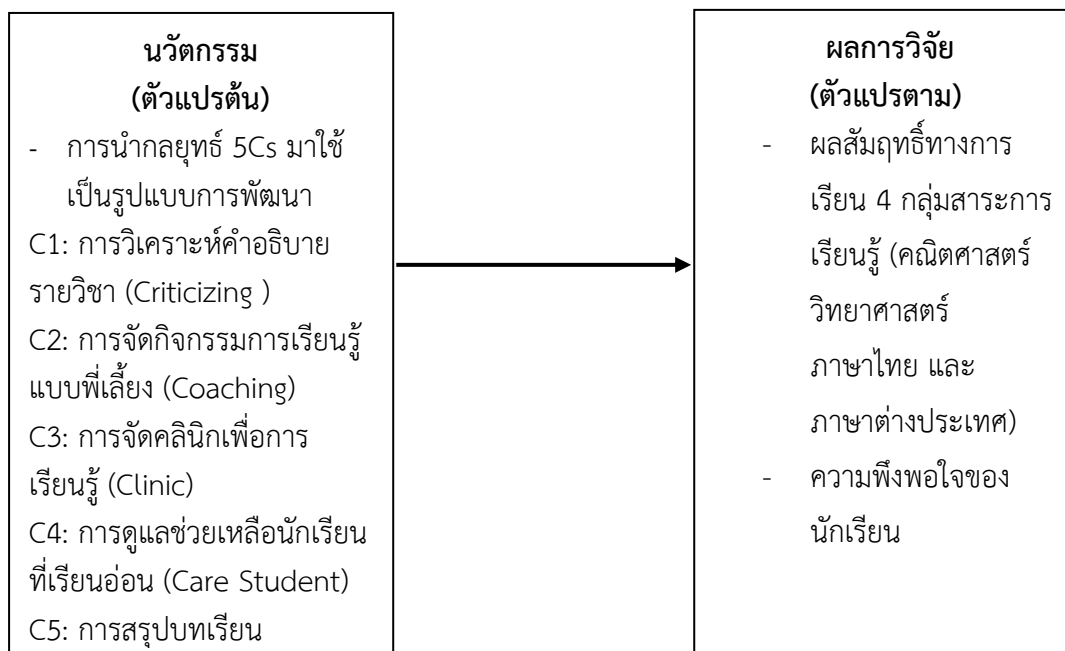 นวัตกรรม
(ตัวแปรต้น)
- การนำกลยุทธ์ 5Cs มาใช้
เป็นรูปแบบการพัฒนา
C1: การวิเคราะห์คำอธิบาย
รายวิชา (Criticizing )
C2: การจัดกิจกรรมการเรียนรู้
แบบพี่เลี้ยง (Coaching)
C3: การจัดคลินิกเพื่อการ
เรียนรู้ (Clinic)
C4: การดูแลช่วยเหลือนักเรียน
ที่เรียนอ่อน (Care Student)
C5: การสรุปบทเรียน
ผลการวิจัย
(ตัวแปรตาม)
- ผลสัมฤทธิ์ทางการ
เรียน 4 กลุ่มสาระการ
เรียนรู้ (คณิตศาสตร์
วิทยาศาสตร์
ภาษาไทย และ
ภาษาต่างประเทศ)
- ความพึงพอใจของ
นักเรียน